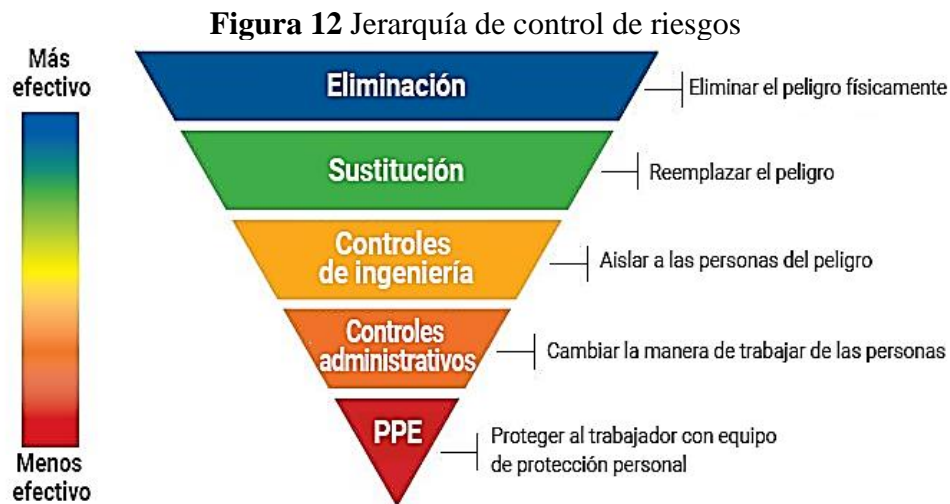 Figura 12 Jerarquía de control de riesgos
Más
efectivo
Eliminación
Eliminar el peligro físicamente
Sustitución
Reemplazar el peligro
Controles
de ingeniería
Aislar a las personas del peligro
Controles
administrativos
Cambiar la manera de trabajar de las personas
PPE
Proteger al trabajador con equipo
de protección personal
Menos
efectivo